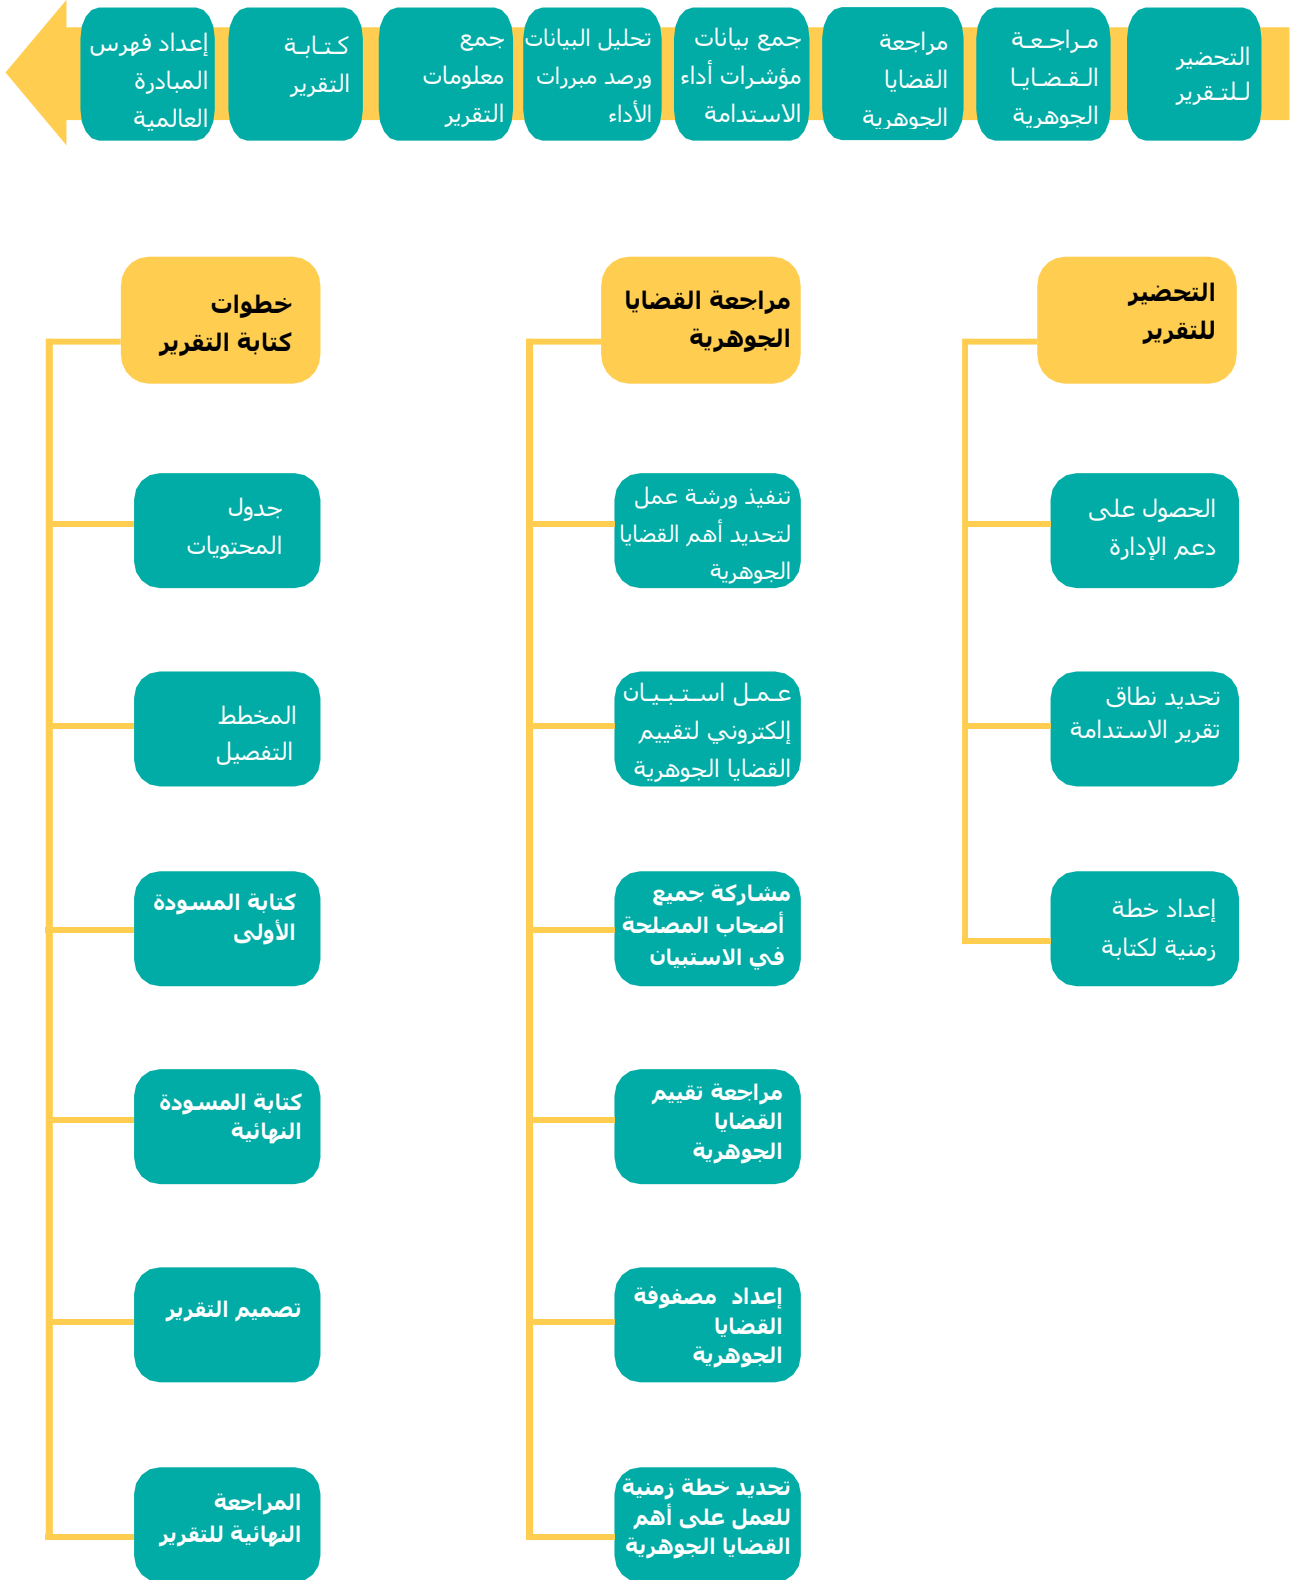 التحضير
للتقرير
مراجعة
القضايا
الجوهرية
مراجعة
القضايا
الجوهرية
جمع بيانات
مؤشرات أداء
الاستدامة
تحليل البيانات
ورصد مبررات
الأداء
جمع
معلومات
التقرير
كتابة
التقرير
إعداد فهرس
المبادرة
العالمية
التحضير
للتقرير
الحصول على
دعم الإدارة
تحديد نطاق
تقرير الاستدامة
إعداد خطة
زمنية لكتابة
مراجعة القضايا
الجوهرية
تنفيذ ورشة عمل
لتحديد أهم القضايا
الجوهرية
عمل استبيان
إلكتروني لتقييم
القضايا الجوهرية
مشاركة جميع
أصحاب المصلحة
في الاستبيان
مراجعة تقييم
القضايا
الجوهرية
إعداد مصفوفة
القضايا
الجوهرية
تحديد خطة زمنية
للعمل على أهم
القضايا الجوهرية
خطوات
كتابة التقرير
جدول
المحتويات
المخطط
التفصيل
كتابة المسودة
الأولى
كتابة المسودة
النهائية
تصميم التقرير
المراجعة
النهائية للتقرير